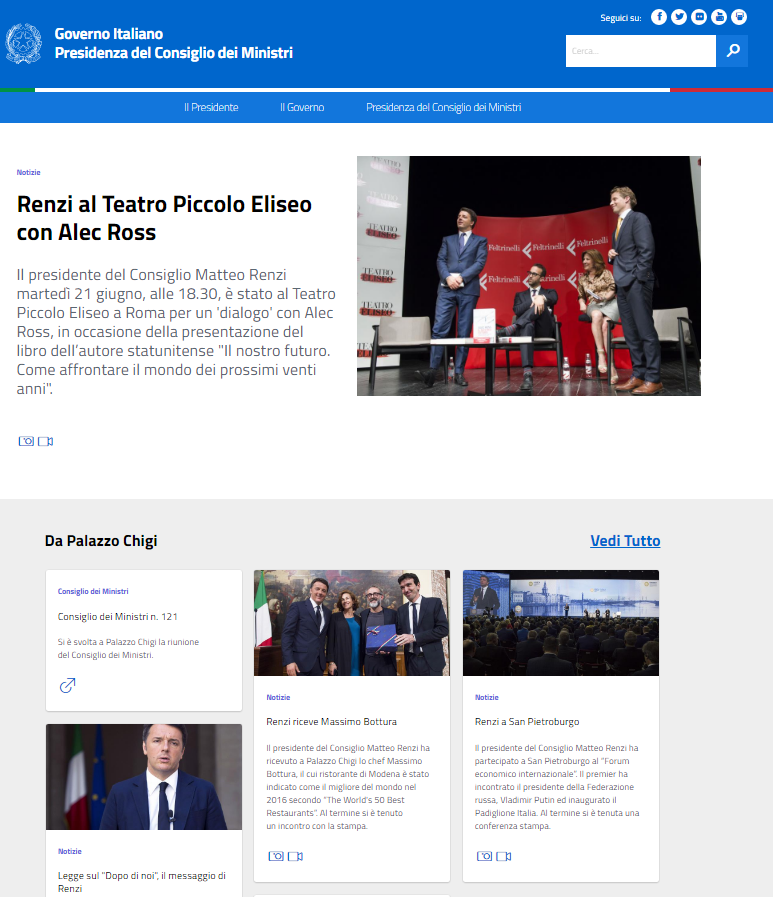 Governo Italiano
Presidenza del Consiglio dei Ministri
Seguici su:
Cerca...
Il Presidente
Il Governo
Presidenza del Consiglio dei Ministri
Notizie
Renzi al Teatro Piccolo Eliseo
con Alec Ross
Il presidente del Consiglio Matteo Renzi
martedì 21 giugno, alle 18.30, è stato al Teatro
Piccolo Eliseo a Roma per un 'dialogo' con Alec
Ross, in occasione della presentazione del
libro dell’autore statunitense "Il nostro futuro.
Come affrontare il mondo dei prossimi venti
anni".
TEATRO
ELISEO
Feltrinelli
Feltrinelli
Feltrinelli
Feltrinelli
Da Palazzo Chigi
Vedi Tutto
Consiglio dei Ministri
Consiglio dei Ministri n. 121
Si è svolta a Palazzo Chigi la riunione
del Consiglio dei Ministri.
Notizie
Legge sul "Dopo di noi", il messaggio di
Renzi
Notizie
Renzi riceve Massimo Bottura
Il presidente del Consiglio Matteo Renzi ha
ricevuto a Palazzo Chigi lo chef Massimo
Bottura, il cui ristorante di Modena è stato
indicato come il migliore del mondo nel
2016 secondo "The World's 50 Best
Restaurants". Al termine si è tenuto
un incontro con la stampa.
Notizie
Renzi a San Pietroburgo
Il presidente del Consiglio Matteo Renzi ha
partecipato a San Pietroburgo al "Forum
economico internazionale". Il premier ha
incontrato il presidente della Federazione
russa, Vladimir Putin ed inaugurato il
Padiglione Italia. Al termine si è tenuta una
conferenza stampa.